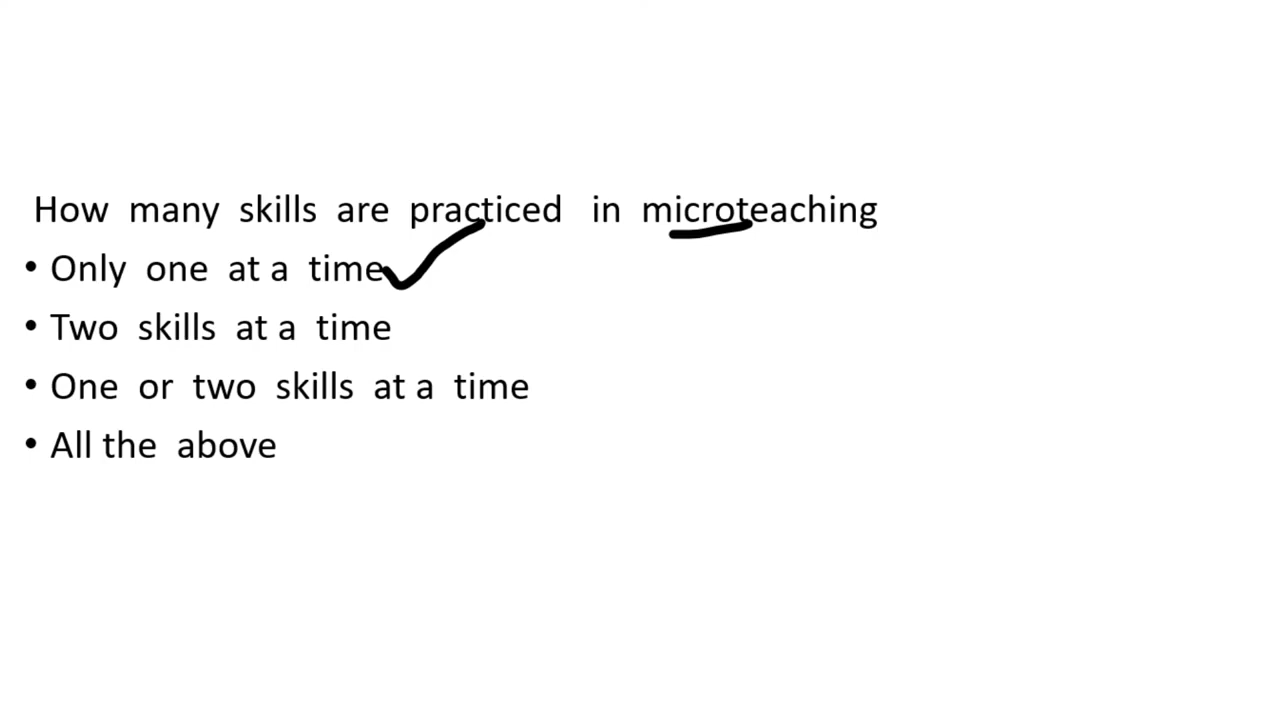 How many skills are practiced in microteaching
• Only one at a time
• Two skills at a time
• One or two skills at a time
• All the above